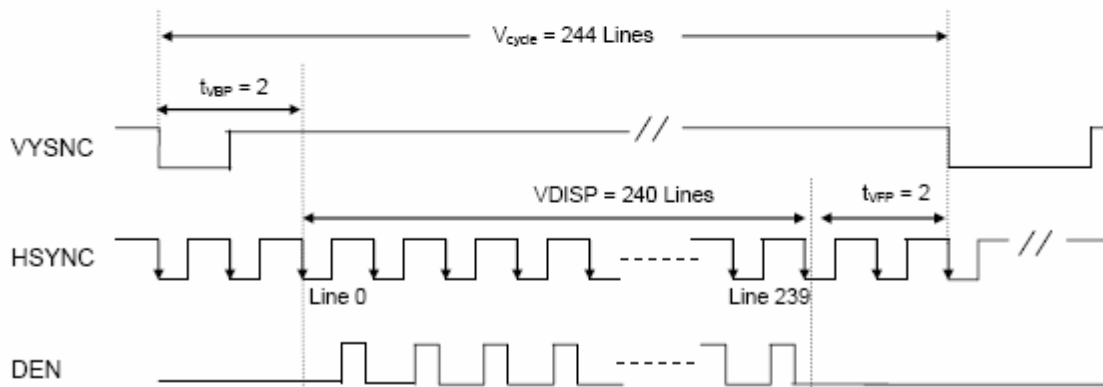 Vcycle = 244 Lines
tVBP = 2
VYSNC
VDISP = 240 Lines
tVFP = 2
HSYNC
Line 0
Line 239
DEN